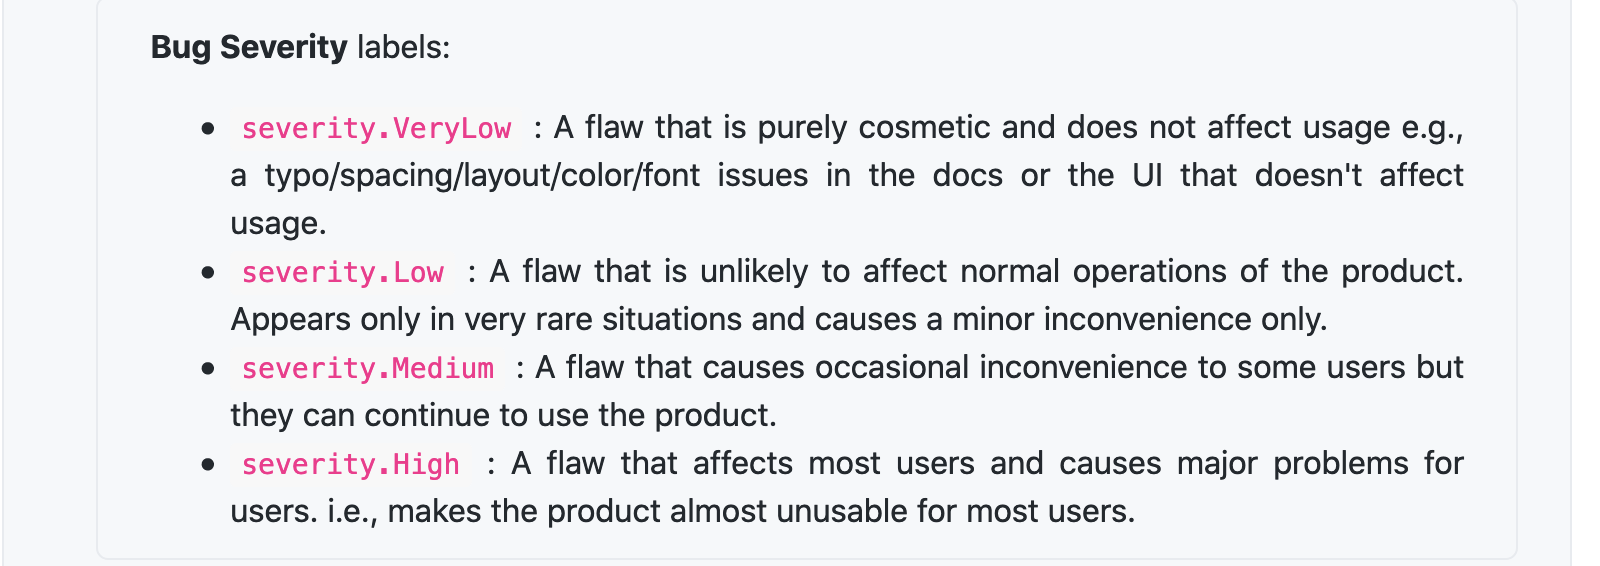 Bug Severity labels:
• severity.VeryLow : A flaw that is purely cosmetic and does not affect usage e.g.,
a typo/spacing/layout/color/font issues in the docs or the UI that doesn't affect
usage.
• severity.Low : A flaw that is unlikely to affect normal operations of the product.
Appears only in very rare situations and causes a minor inconvenience only.
• severity.Medium : A flaw that causes occasional inconvenience to some users but
they can continue to use the product.
• severity.High : A flaw that affects most users and causes major problems for
users. i.e., makes the product almost unusable for most users.